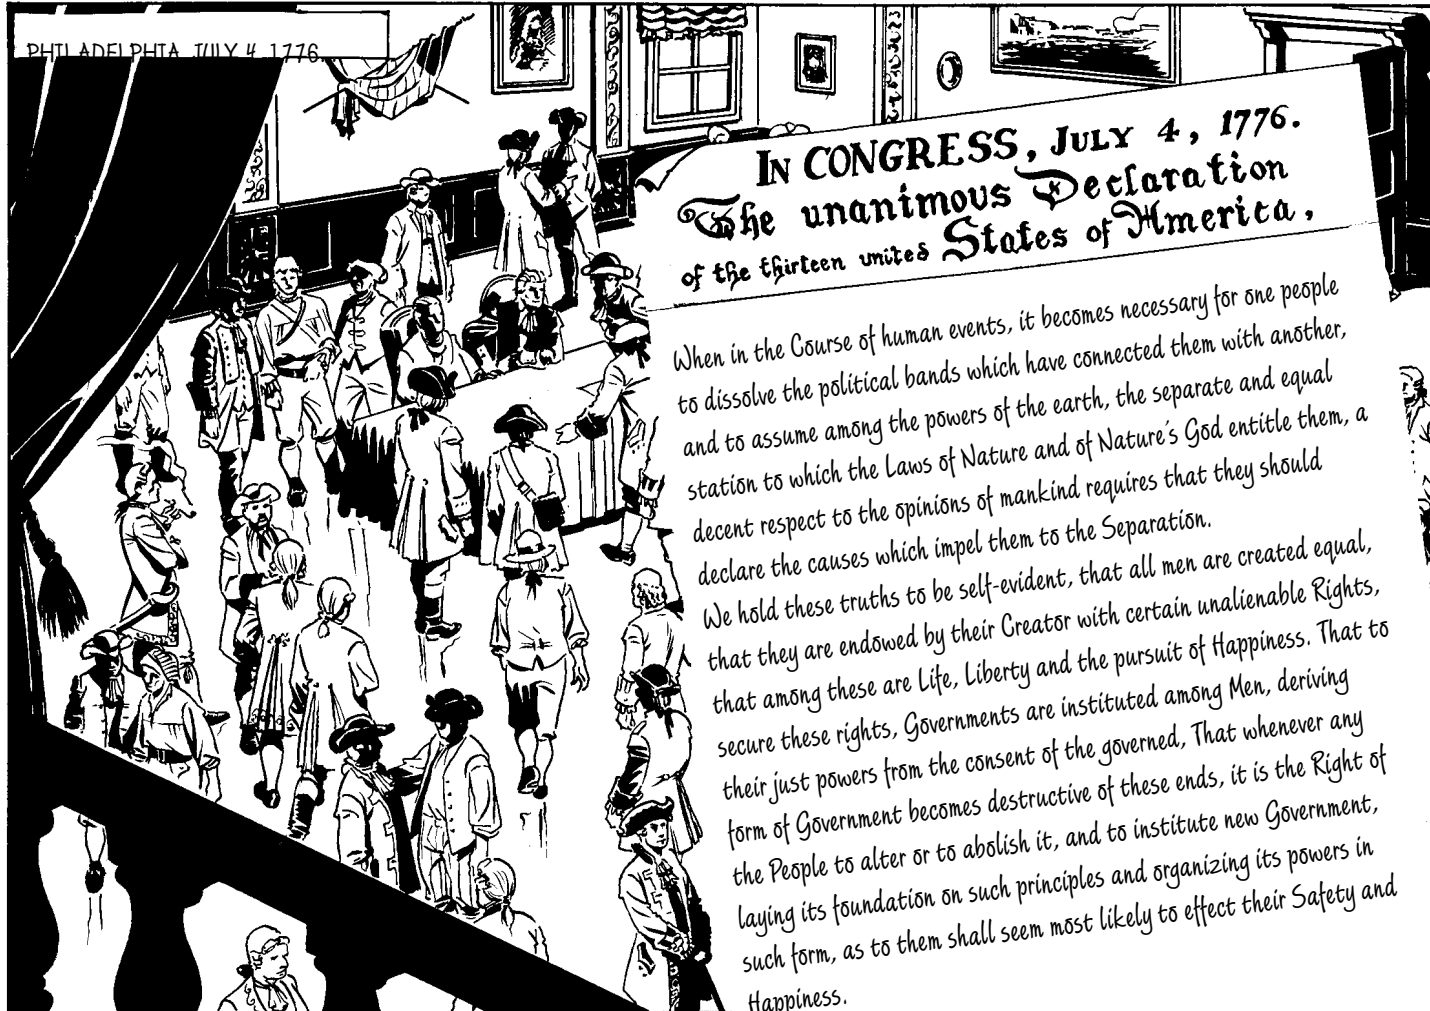 PHILADELPHIA, JULY 4, 1776.
IN CONGRESS, JULY 4, 1776.
The unanimous Declaration
of the thirteen united States of America,
When in the Course of human events, it becomes necessary for one people
to dissolve the political bands which have connected them with another,
and to assume among the powers of the earth, the separate and equal
station to which the Laws of Nature and of Nature's God entitle them, a
decent respect to the opinions of mankind requires that they should
declare the causes which impel them to the Separation.
We hold these truths to be self-evident, that all men are created equal,
that they are endowed by their Creator with certain unalienable Rights,
that among these are Life, Liberty and the pursuit of Happiness. That to
secure these rights, Governments are instituted among Men, deriving
their just powers from the consent of the governed, That whenever any
form of Government becomes destructive of these ends, it is the Right of
the People to alter or to abolish it, and to institute new Government,
laying its foundation on such principles and organizing its powers in
such form, as to them shall seem most likely to effect their Safety and
Happiness.